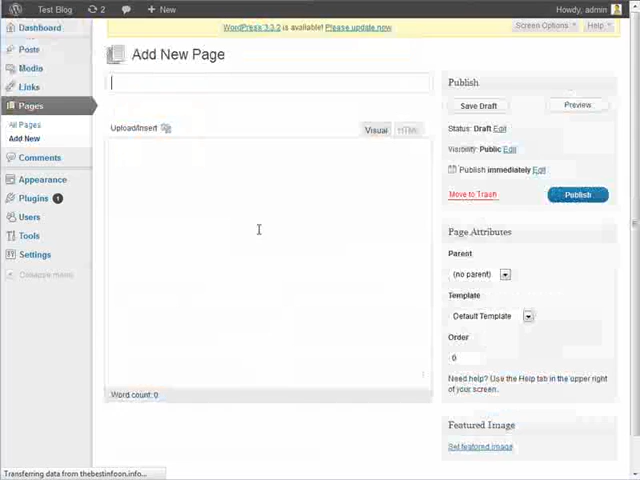 Test Blog 2 + New Howdy, admin
WordPress 3.3.2 is available! Please update now.
Screen Options Help
Dashboard
Posts
Media
Links
Pages
All Pages
Add New
Comments
Appearance
Plugins 1
Users
Tools
Settings
Collapse menu
Add New Page
Upload/Insert
Visual HTML
Word count: 0
Publish
Save Draft Preview
Status: Draft Edit
Visibility: Public Edit
Publish immediately Edit
Move to Trash Publish
Page Attributes
Parent
(no parent)
Template
Default Template
Order
0
Need help? Use the Help tab in the upper right
of your screen.
Featured Image
Set featured image
Transferring data from thebestinfoon.info...